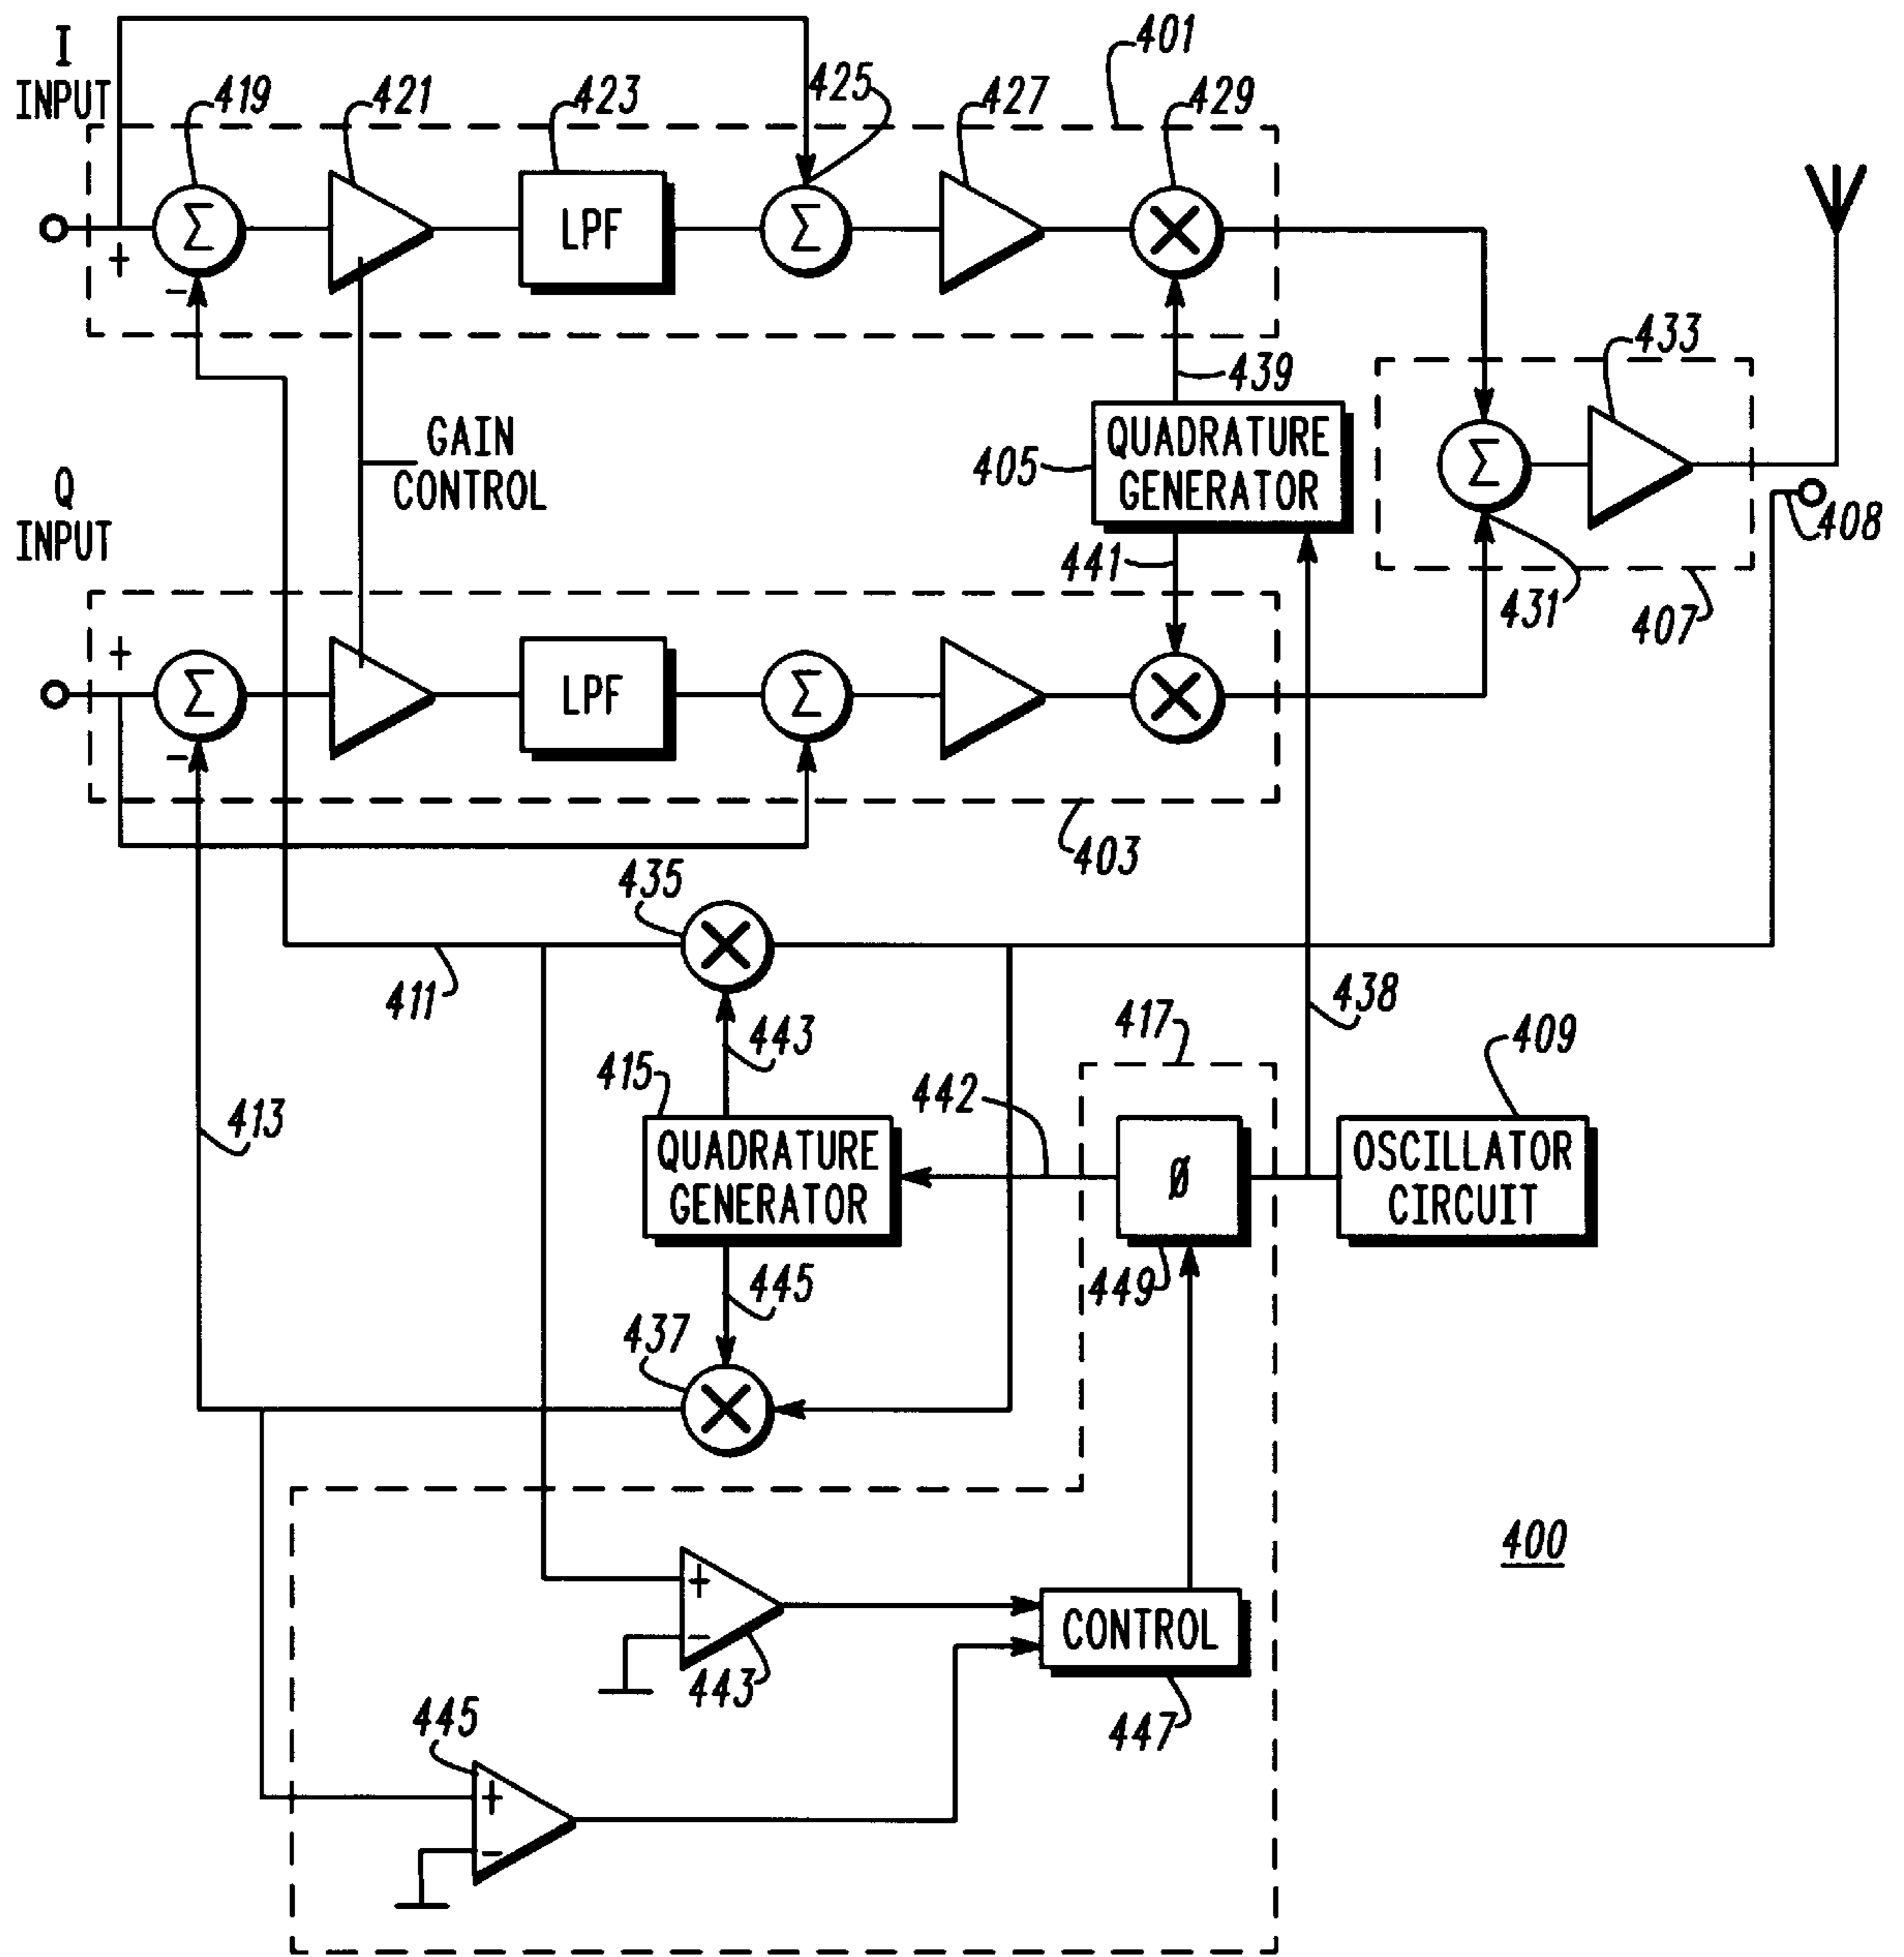 I
INPUT
419
421
423
425
427
429
401
+
Σ
LPF
Σ
-
439
433
GAIN
CONTROL
405
QUADRATURE
GENERATOR
Σ
408
Q
INPUT
441
431
407
+
Σ
LPF
Σ
-
403
435
411
438
443
417
409
415
442
413
QUADRATURE
GENERATOR
Ø
OSCILLATOR
CIRCUIT
445
449
437
400
+
-
CONTROL
443
447
445
+
-